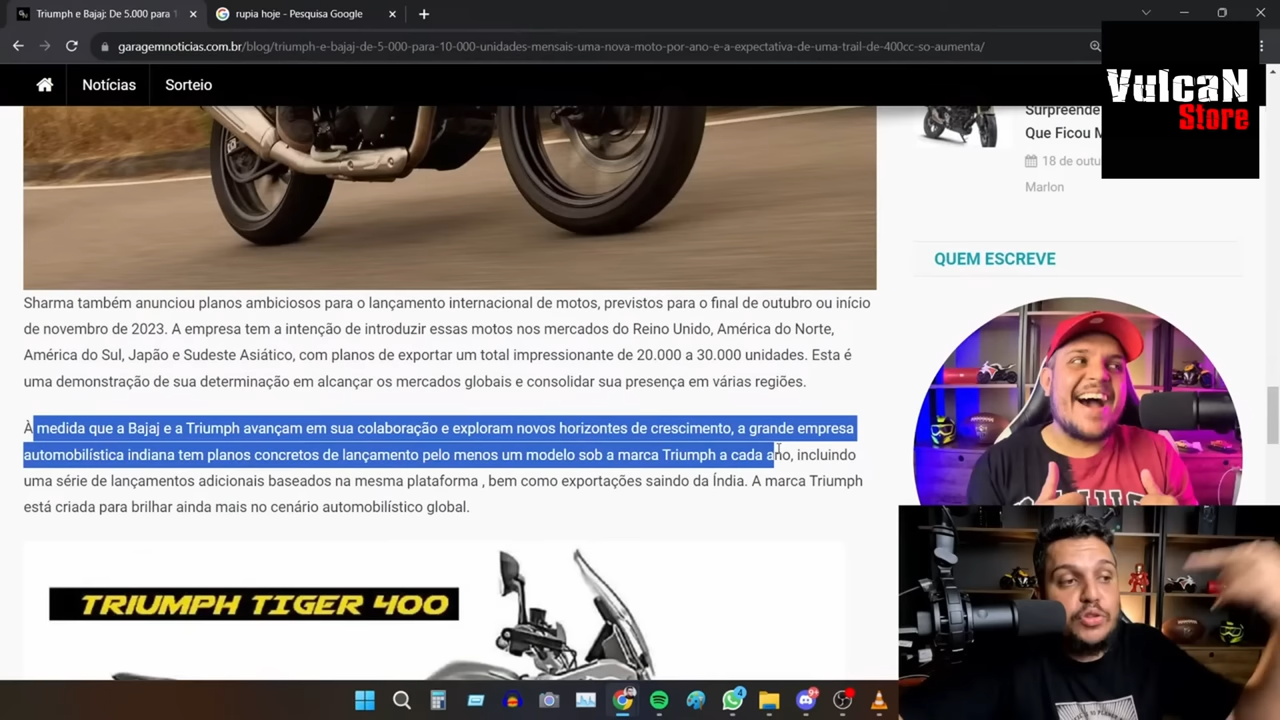 Triumph e Bajaj: De 5.000 para 1
rupia hoje - Pesquisa Google
garagemnoticias.com.br/blog/triumph-e-bajaj-de-5-000-para-10-000-unidades-mensais-uma-nova-moto-por-ano-e-a-expectativa-de-uma-trail-de-400cc-so-aumenta/
VulcaN
Store
Notícias
Sorteio
Surpreende
Que Ficou M
18 de outu
Marlon
QUEM ESCREVE
Sharma também anunciou planos ambiciosos para o lançamento internacional de motos, previstos para o final de outubro ou início
de novembro de 2023. A empresa tem a intenção de introduzir essas motos nos mercados do Reino Unido, América do Norte,
América do Sul, Japão e Sudeste Asiático, com planos de exportar um total impressionante de 20.000 a 30.000 unidades. Esta é
uma demonstração de sua determinação em alcançar os mercados globais e consolidar sua presença em várias regiões.
À medida que a Bajaj e a Triumph avançam em sua colaboração e exploram novos horizontes de crescimento, a grande empresa
automobilística indiana tem planos concretos de lançamento pelo menos um modelo sob a marca Triumph a cada ano, incluindo
uma série de lançamentos adicionais baseados na mesma plataforma , bem como exportações saindo da Índia. A marca Triumph
está criada para brilhar ainda mais no cenário automobilístico global.
TRIUMPH TIGER 400